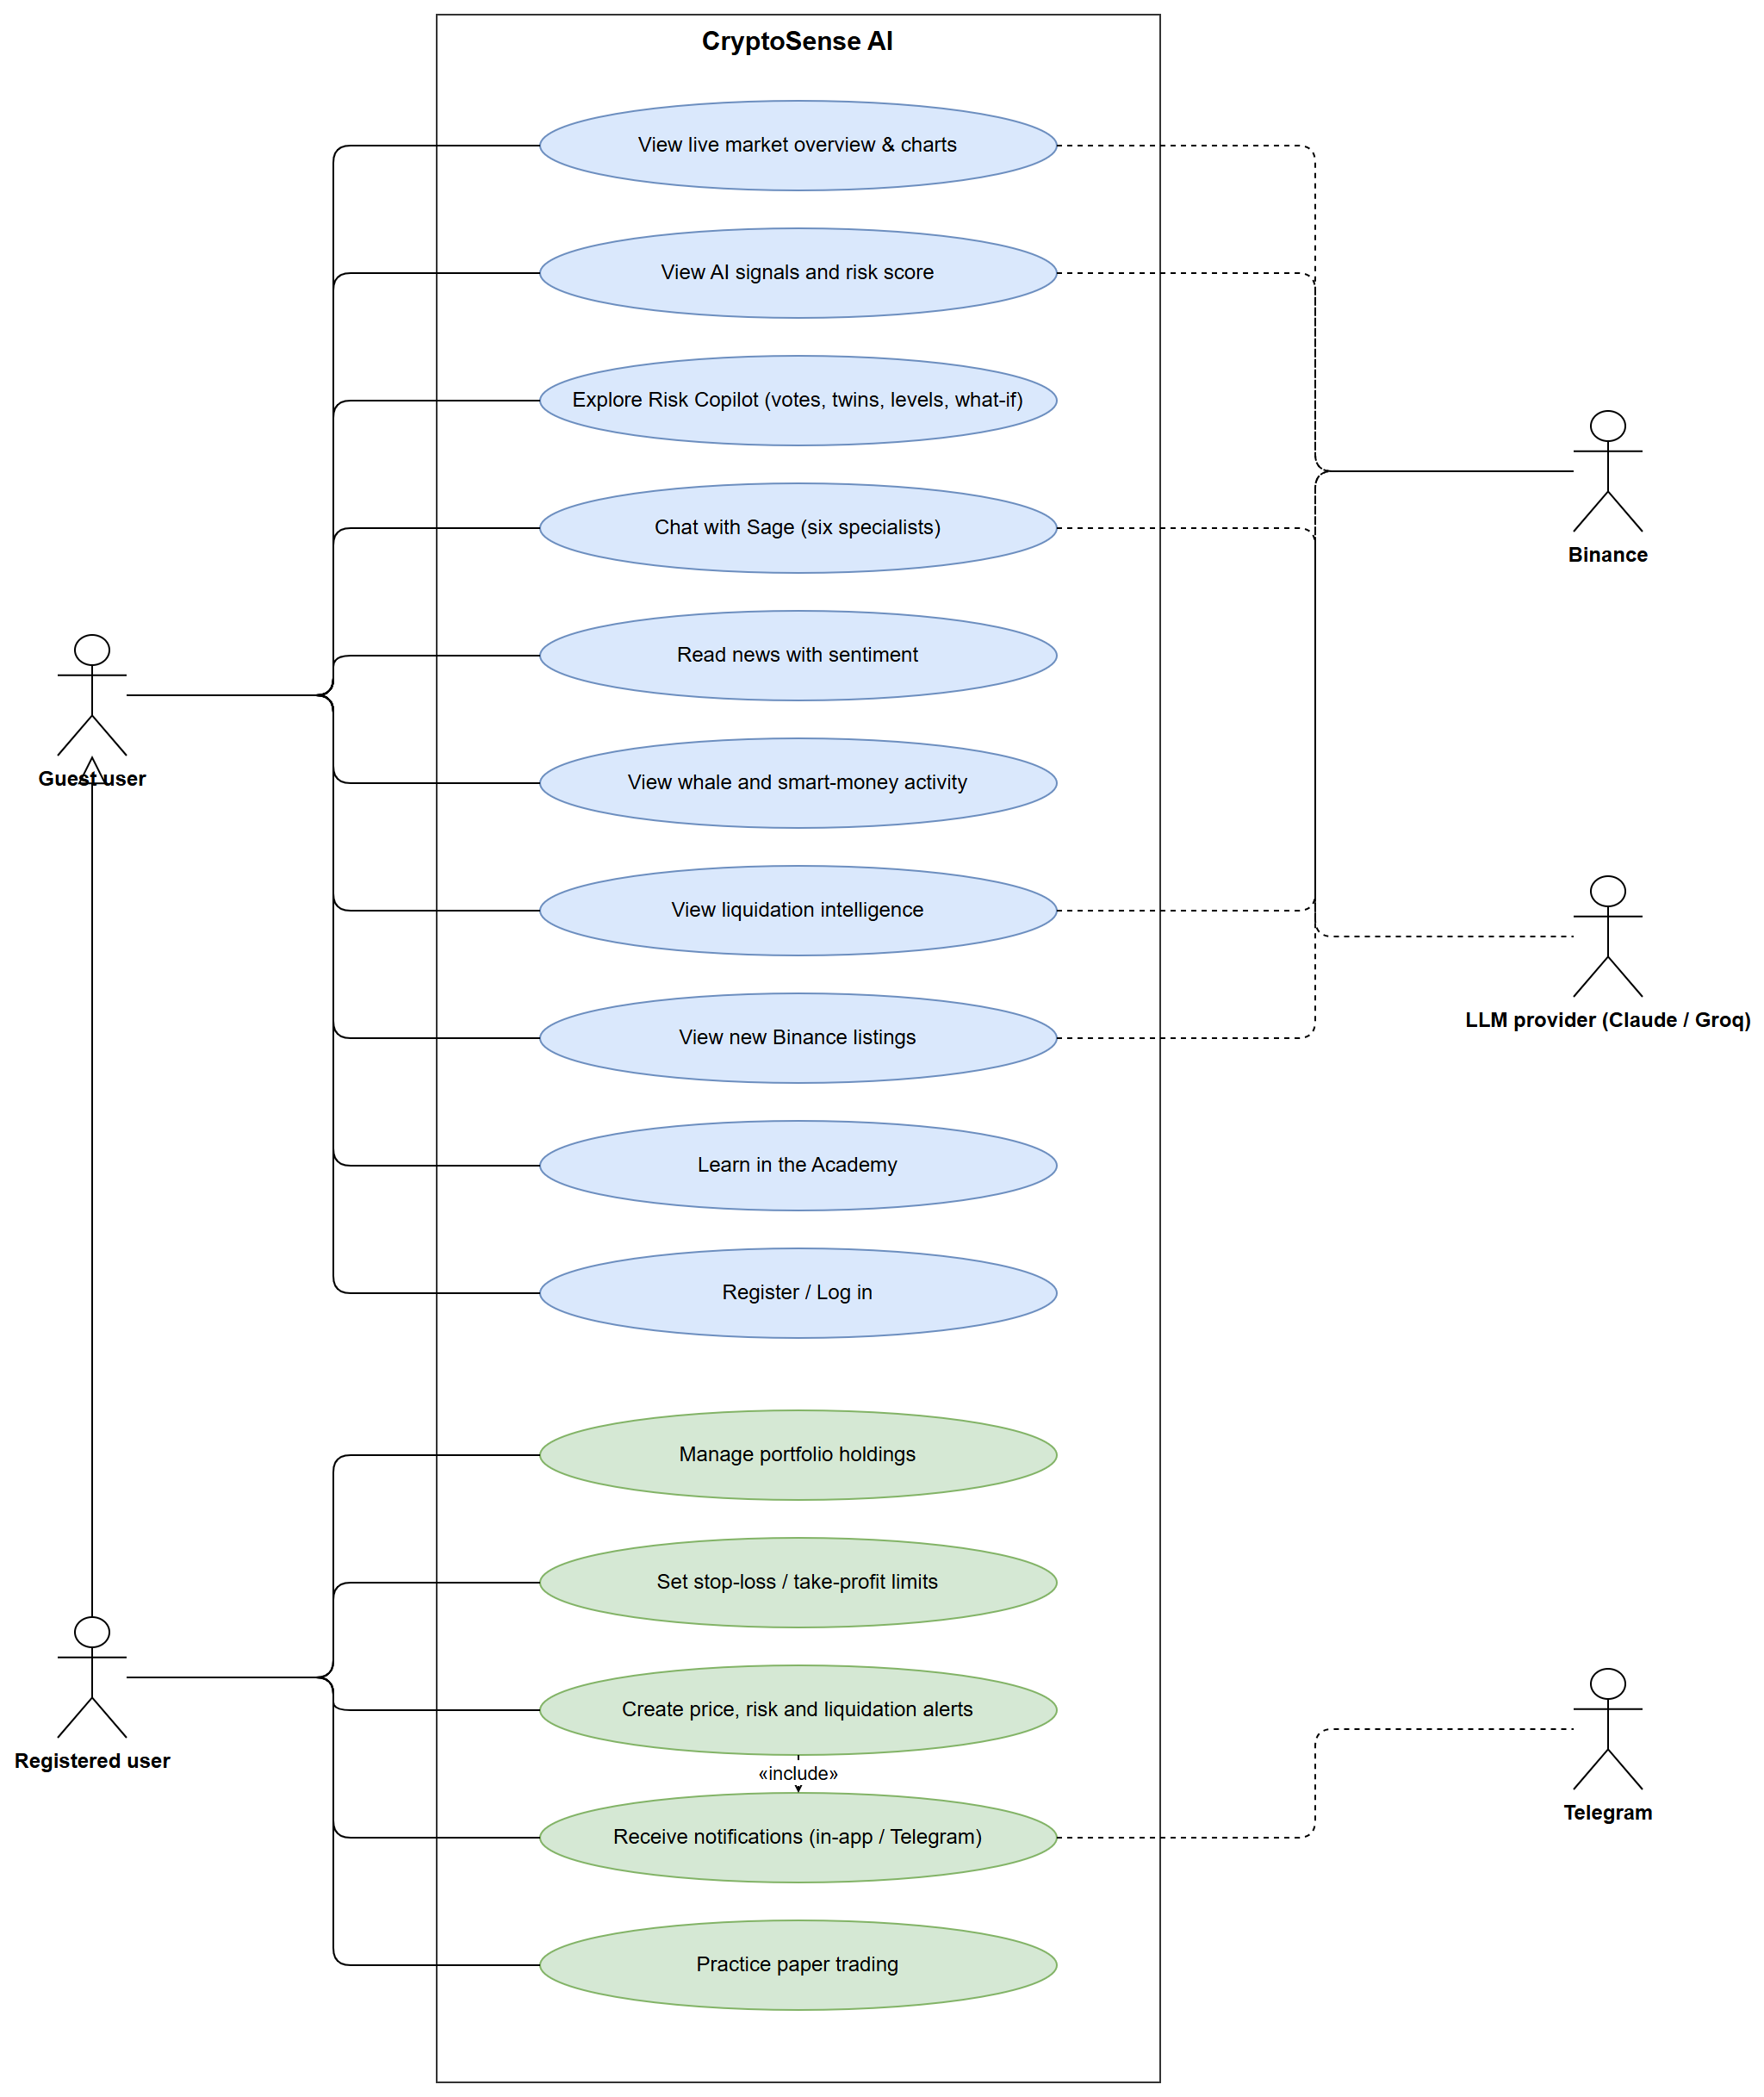 CryptoSense AI
View live market overview & charts
View AI signals and risk score
Explore Risk Copilot (votes, twins, levels, what-if)
Chat with Sage (six specialists)
Binance
Read news with sentiment
Guest user
View whale and smart-money activity
View liquidation intelligence
LLM provider (Claude / Groq)
View new Binance listings
Learn in the Academy
Register / Log in
Manage portfolio holdings
Set stop-loss / take-profit limits
Create price, risk and liquidation alerts
Registered user
«include»
Telegram
Receive notifications (in-app / Telegram)
Practice paper trading